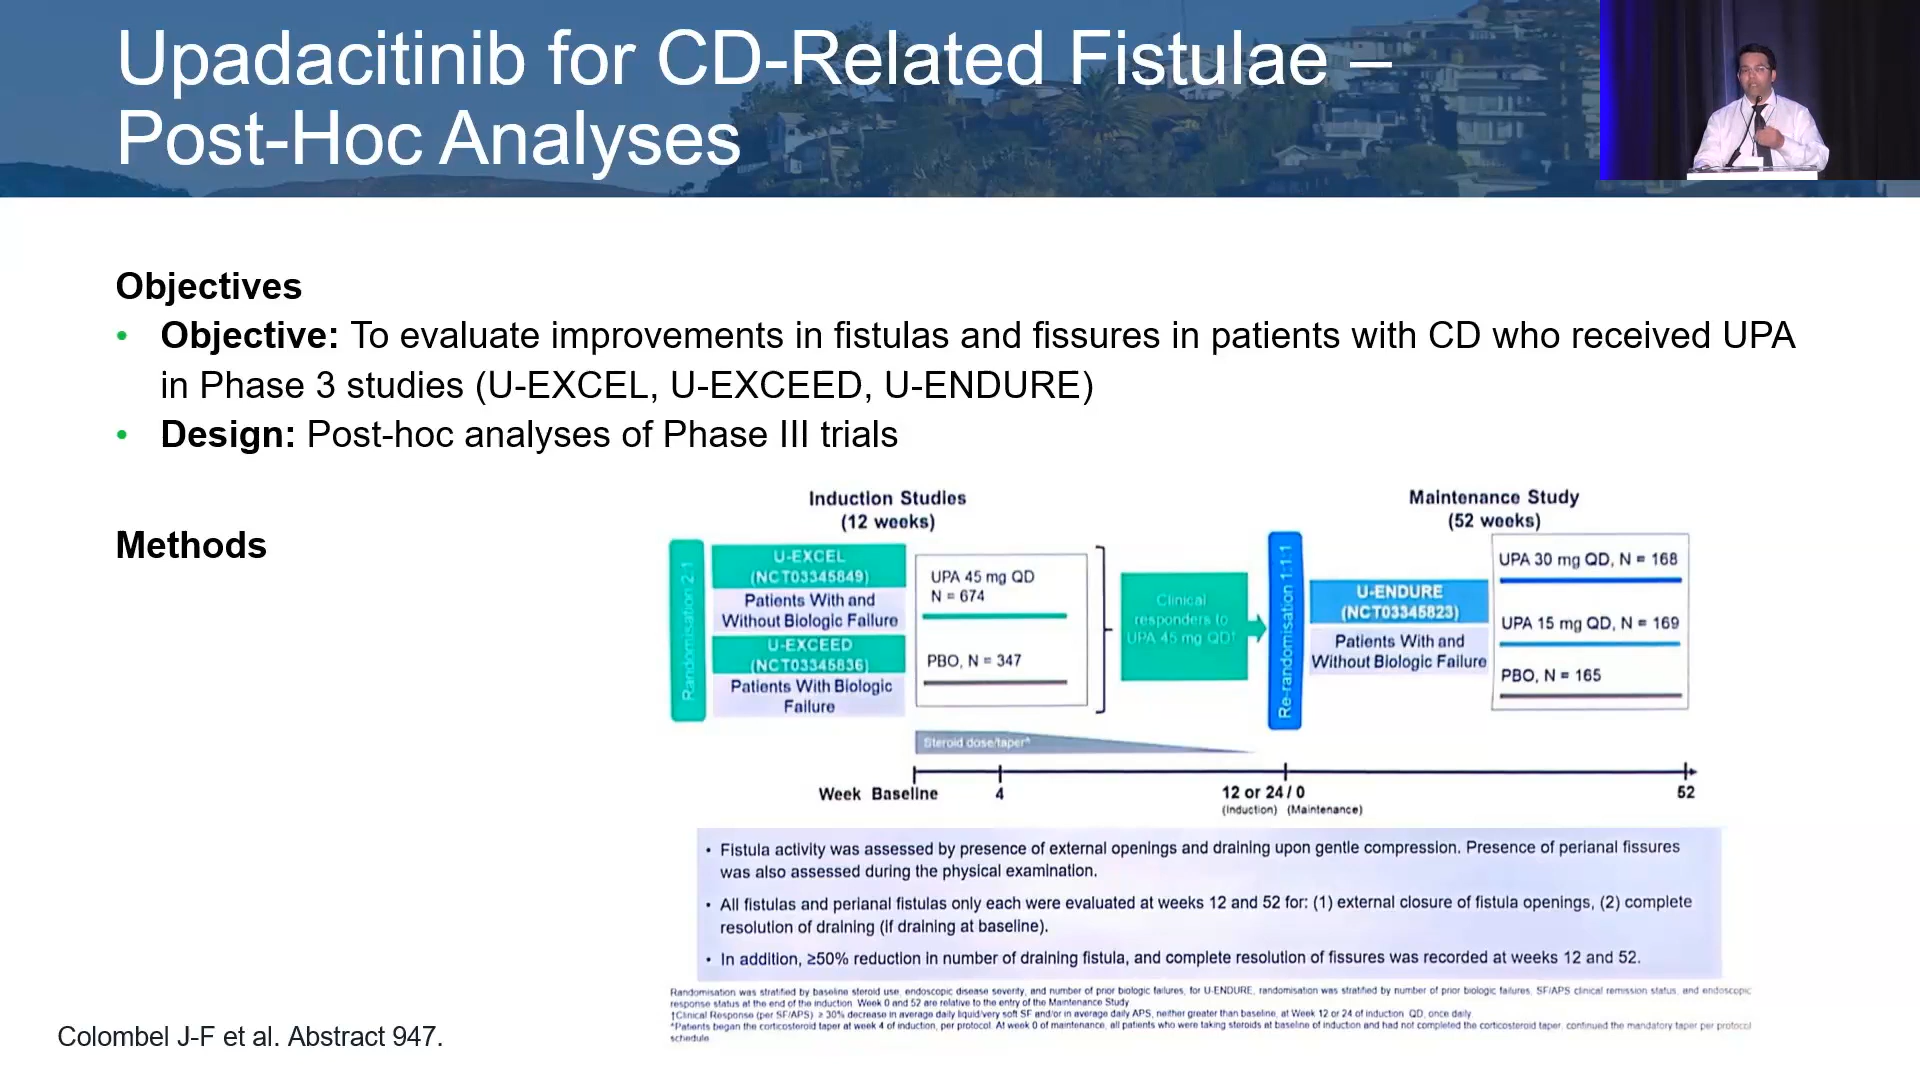 Upadacitinib for CD-Related Fistulae –
Post-Hoc Analyses
Objectives
• Objective: To evaluate improvements in fistulas and fissures in patients with CD who received UPA
in Phase 3 studies (U-EXCEL, U-EXCEED, U-ENDURE)
• Design: Post-hoc analyses of Phase III trials
Methods
Induction Studies
(12 weeks)
Randomisation 2:1
U-EXCEL
(NCT03345849)
Patients With and
Without Biologic Failure
U-EXCEED
(NCT03345836)
Patients With Biologic
Failure
UPA 45 mg QD
N = 674
PBO, N = 347
Clinical
responders to
UPA 45 mg QD†
Re-randomisation 1:1:1
Maintenance Study
(52 weeks)
U-ENDURE
(NCT03345823)
Patients With and
Without Biologic Failure
UPA 30 mg QD, N = 168
UPA 15 mg QD, N = 169
PBO, N = 165
Steroid dose/taper*
Week Baseline 4 12 or 24 / 0 52
(Induction) (Maintenance)
• Fistula activity was assessed by presence of external openings and draining upon gentle compression. Presence of perianal fissures
was also assessed during the physical examination.
• All fistulas and perianal fistulas only each were evaluated at weeks 12 and 52 for: (1) external closure of fistula openings, (2) complete
resolution of draining (if draining at baseline).
• In addition, ≥50% reduction in number of draining fistula, and complete resolution of fissures was recorded at weeks 12 and 52.
Randomisation was stratified by baseline steroid use, endoscopic disease severity, and number of prior biologic failures, for U-ENDURE, randomisation was stratified by number of prior biologic failures, SF/APS clinical remission status, and endoscopic
response status at the end of the induction. Week 0 and 52 are relative to the entry of the Maintenance Study
†Clinical Response (per SF/APS) ≥ 30% decrease in average daily liquid/very soft SF and/or in average daily APS, neither greater than baseline, at Week 12 or 24 of induction. QD, once daily.
*Patients began the corticosteroid taper at week 4 of induction, per protocol. At week 0 of maintenance, all patients who were taking steroids at baseline of induction and had not completed the corticosteroid taper, continued the mandatory taper per protocol
schedule
Colombel J-F et al. Abstract 947.